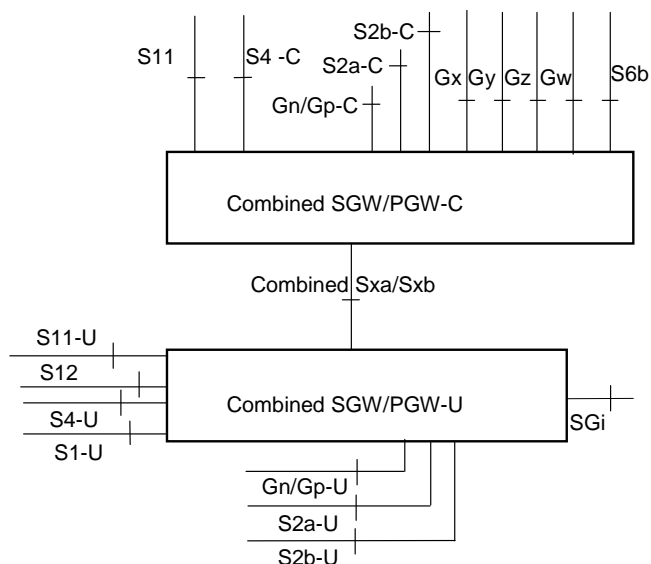 S2b-C
S11
S4 -C
S2a-C
Gx Gy Gz Gw S6b
Gn/Gp-C
Combined SGW/PGW-C
Combined Sxa/Sxb
S11-U
S12
Combined SGW/PGW-U
S4-U
SGi
S1-U
Gn/Gp-U
S2a-U
S2b-U